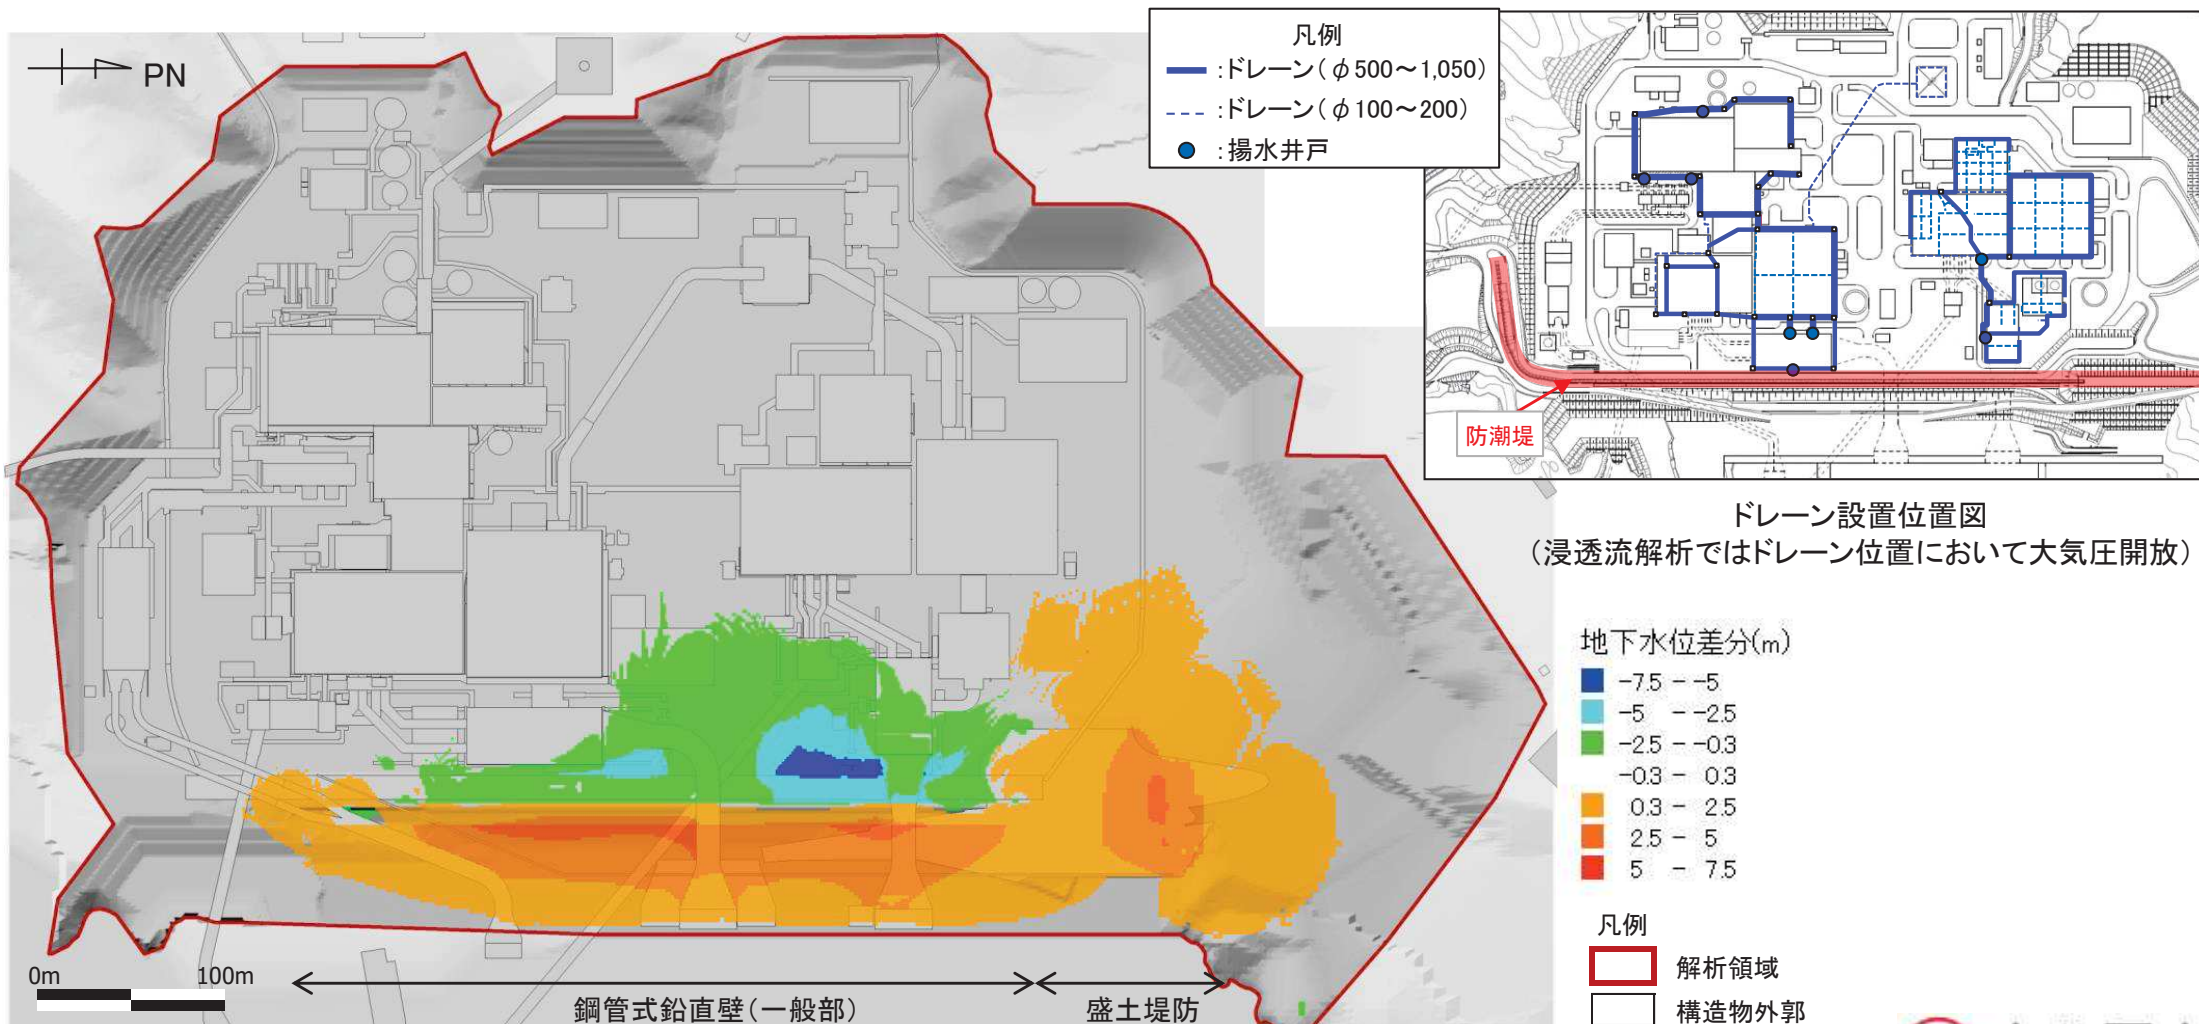 PN
凡例
:ドレーン(φ500～1,050)
:ドレーン(φ100～200)
:揚水井戸
防潮堤
ドレーン設置位置図
(浸透流解析ではドレーン位置において大気圧開放)
地下水位差分(m)
-7.5 - -5
-5 - -2.5
-2.5 - -0.3
-0.3 - 0.3
0.3 - 2.5
2.5 - 5
5 - 7.5
凡例
解析領域
構造物外郭
0m 100m
鋼管式鉛直壁(一般部)
盛土堤防